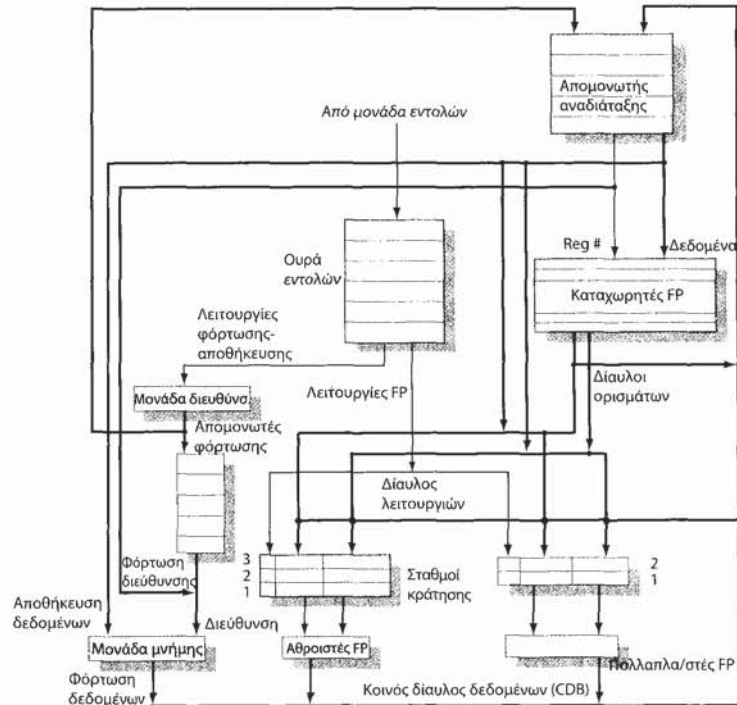 Απομονωτής
αναδιάταξης
Από μονάδα εντολών
Reg #
Δεδομένα
Ουρά
εντολών
Καταχωρητές FP
Λειτουργίες
φόρτωσης-
αποθήκευσης
Λειτουργίες FP
Δίαυλοι
ορισμάτων
Μονάδα διευθύνσ.
Απομονωτές
φόρτωσης
Δίαυλος
λειτουργιών
Φόρτωση
διεύθυνσης
3
2
1
Σταθμοί
κράτησης
2
1
Αποθήκευση
δεδομένων
Διεύθυνση
Μονάδα μνήμης
Αθροιστές FP
Πολλαπλα/στές FP
Φόρτωση
δεδομένων
Κοινός δίαυλος δεδομένων (CDB)